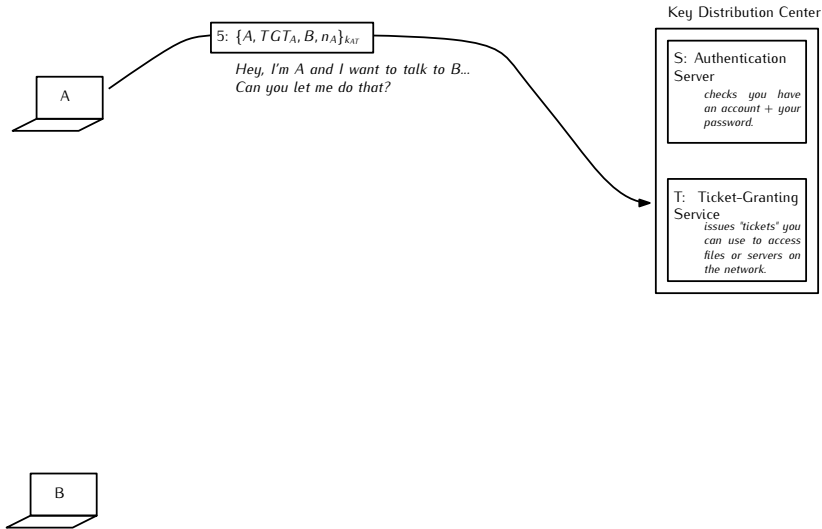 Key Distribution Center
5: {A, TGT_A, B, n_A}_{k_{AT}}
Hey, I'm A and I want to talk to B...
Can you let me do that?
A
S: Authentication
Server
checks you have
an account + your
password.
T: Ticket-Granting
Service
issues "tickets" you
can use to access
files or servers on
the network.
B